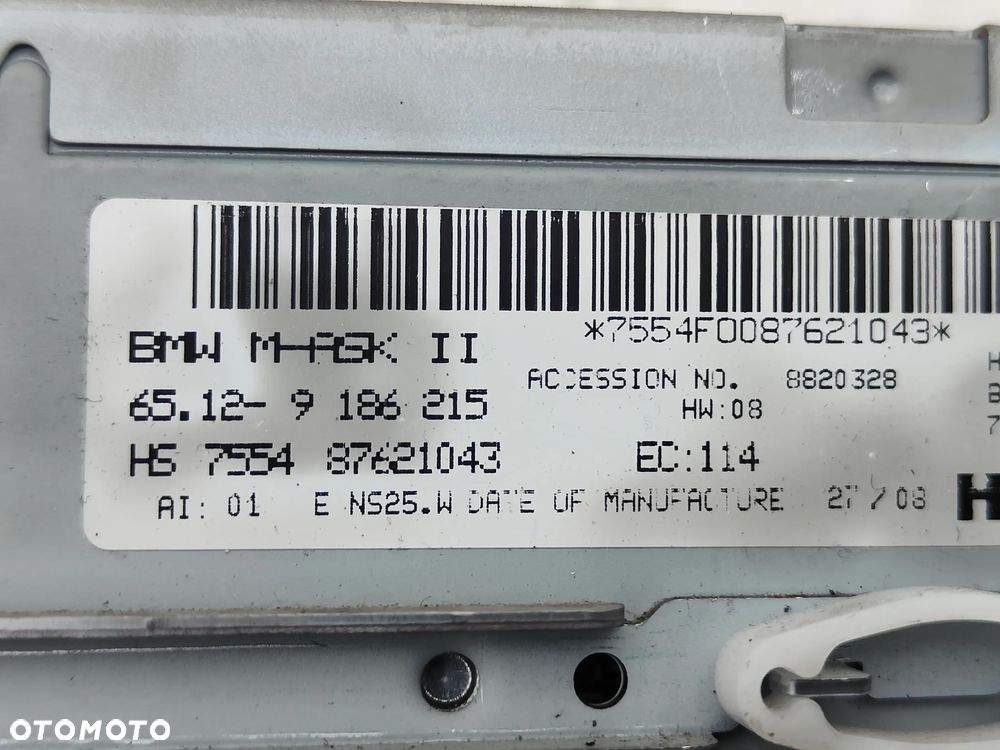 *7554F0087621043*
BMW M-ASK II
ACCESSION NO. 8820328
65.12- 9 186 215
HW:08
HS 7554 87621043
EC:114
AI: 01 E NS25.W DATE OF MANUFACTURE 27/08
H
B
7
H
OTOMOTO